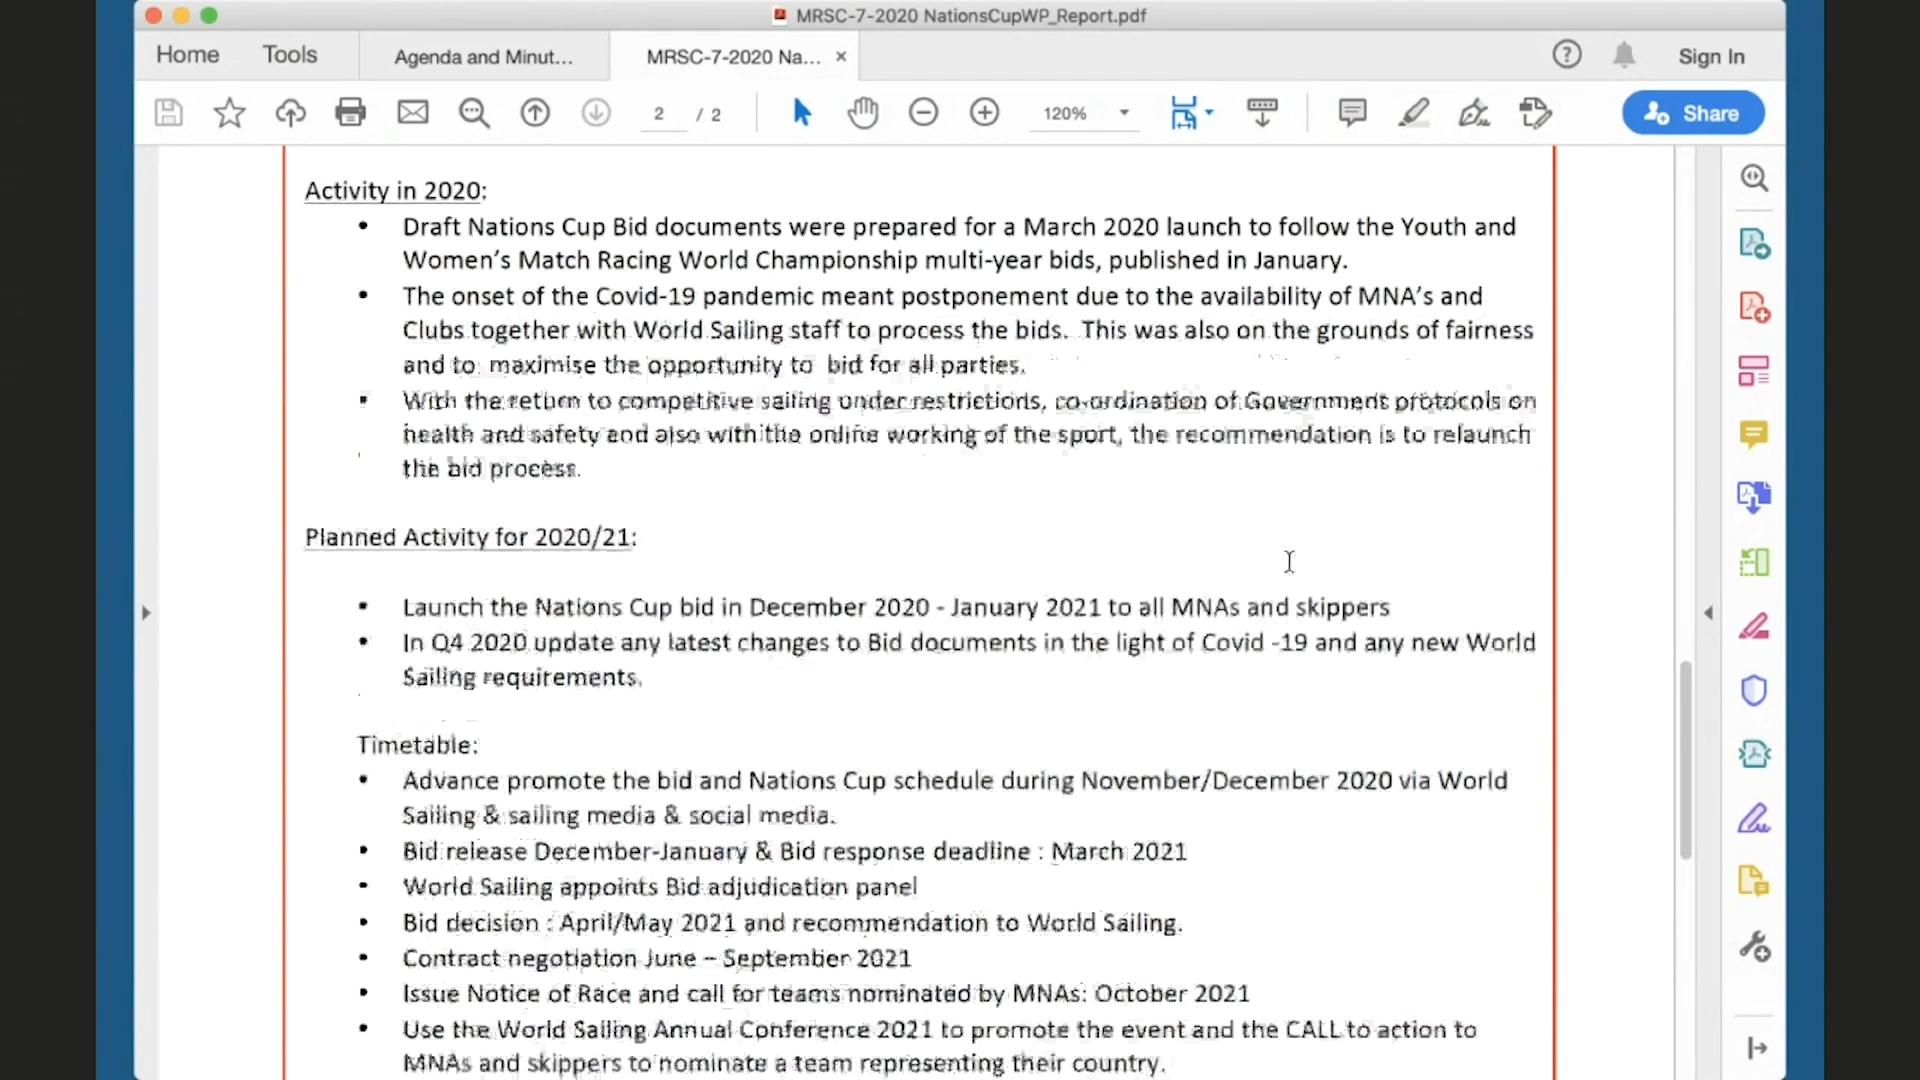 MRSC-7-2020 NationsCupWP_Report.pdf
Home Tools Agenda and Minut... MRSC-7-2020 Na... × Sign In
2 / 2 120% Share
Activity in 2020:
• Draft Nations Cup Bid documents were prepared for a March 2020 launch to follow the Youth and
Women's Match Racing World Championship multi-year bids, published in January.
• The onset of the Covid-19 pandemic meant postponement due to the availability of MNA's and
Clubs together with World Sailing staff to process the bids. This was also on the grounds of fairness
and to maximise the opportunity to bid for all parties.
• With the return to competitive sailing under restrictions, co-ordination of Government protocols on
health and safety and also with the online working of the sport, the recommendation is to relaunch
the bid process.
Planned Activity for 2020/21:
• Launch the Nations Cup bid in December 2020 - January 2021 to all MNAs and skippers
• In Q4 2020 update any latest changes to Bid documents in the light of Covid -19 and any new World
Sailing requirements.
Timetable:
• Advance promote the bid and Nations Cup schedule during November/December 2020 via World
Sailing & sailing media & social media.
• Bid release December-January & Bid response deadline : March 2021
• World Sailing appoints Bid adjudication panel
• Bid decision : April/May 2021 and recommendation to World Sailing.
• Contract negotiation June – September 2021
• Issue Notice of Race and call for teams nominated by MNAs: October 2021
• Use the World Sailing Annual Conference 2021 to promote the event and the CALL to action to
MNAs and skippers to nominate a team representing their country.